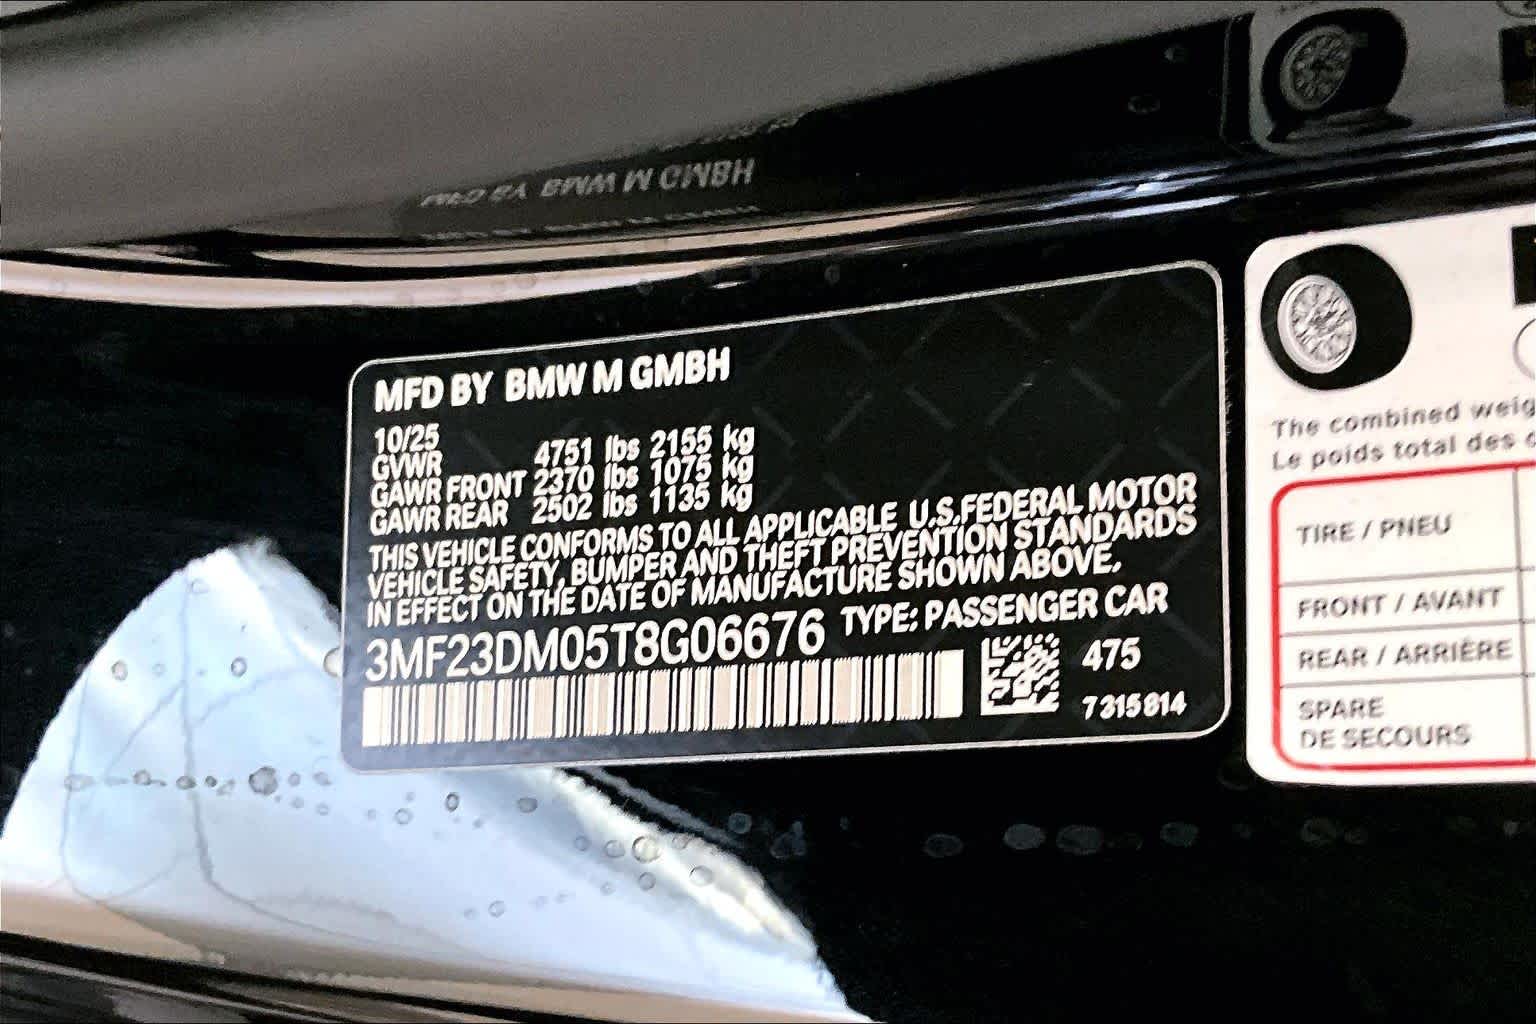 MFD BY BMW M GMBH
10/25
GVWR 4751 lbs 2155 kg
GAWR FRONT 2370 lbs 1075 kg
GAWR REAR 2502 lbs 1135 kg
THIS VEHICLE CONFORMS TO ALL APPLICABLE U.S.FEDERAL MOTOR
VEHICLE SAFETY, BUMPER AND THEFT PREVENTION STANDARDS
IN EFFECT ON THE DATE OF MANUFACTURE SHOWN ABOVE.
3MF23DM05T8G06676 TYPE: PASSENGER CAR
475
7315814
The combined weig
Le poids total des
TIRE / PNEU
FRONT / AVANT
REAR / ARRIÈRE
SPARE
DE SECOURS